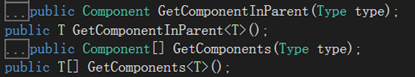 ...public Component GetComponentInParent(Type type);
public T GetComponentInParent<T>();
...public Component[] GetComponents(Type type);
public T[] GetComponents<T>();